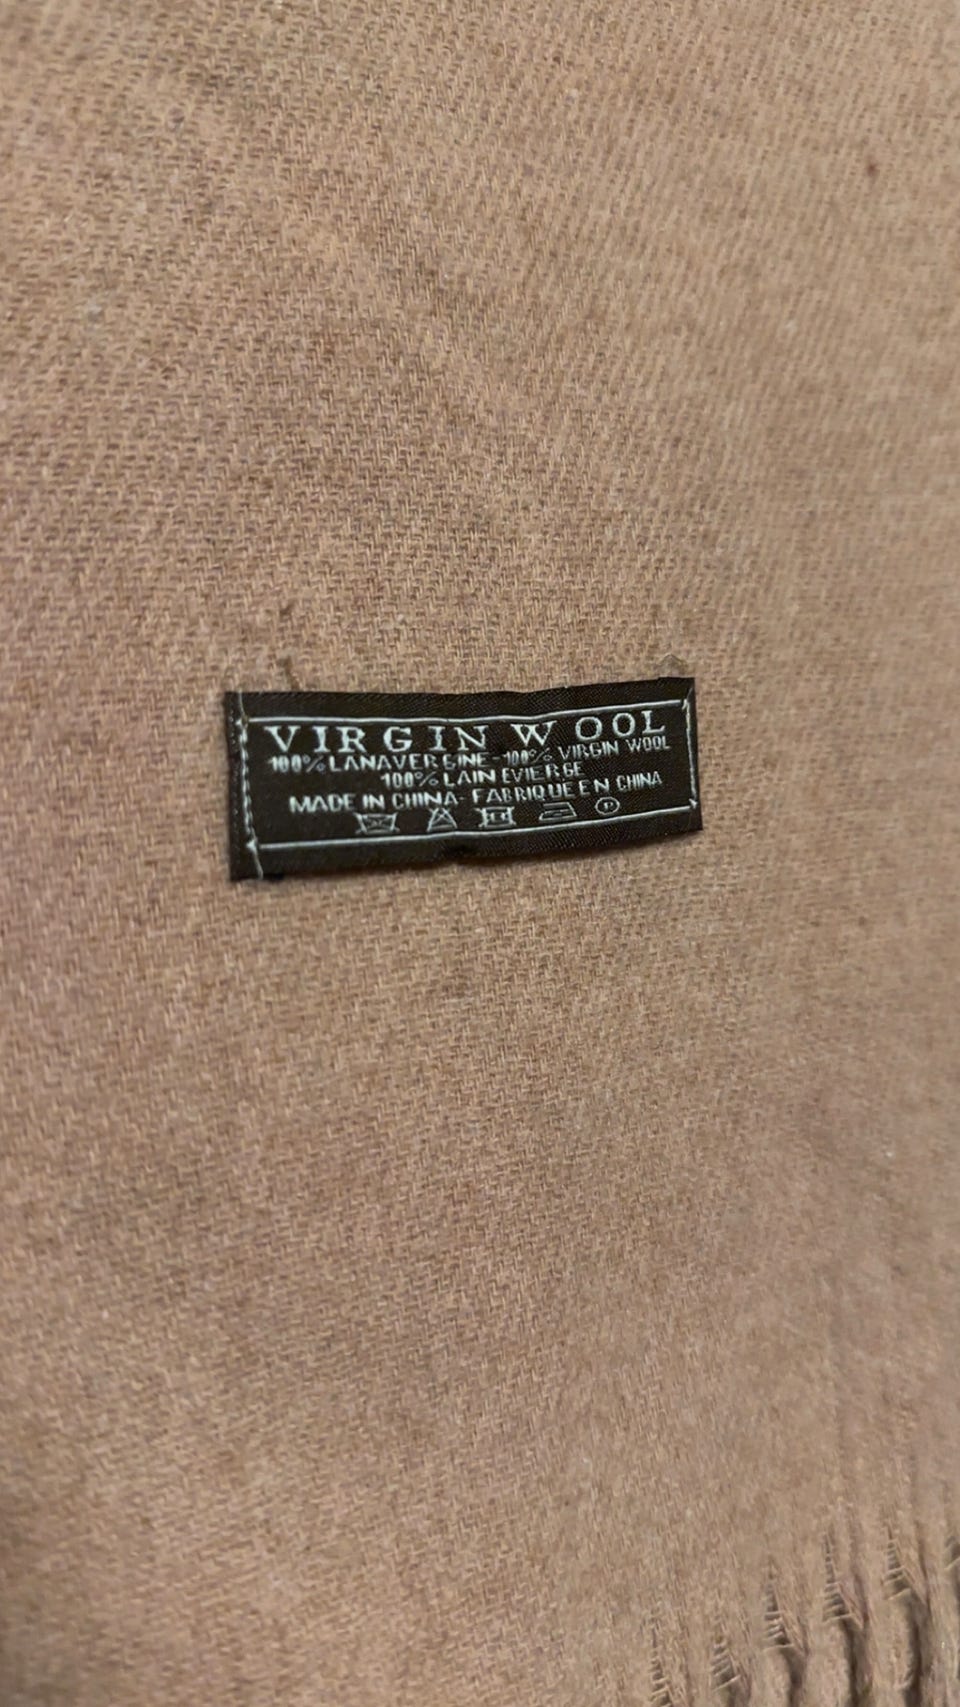 VIRGIN WOOL
100% LANAVERGINE - 100% VIRGIN WOOL
100% LAIN EVIERGE
MADE IN CHINA - FABRIQUE EN CHINA
P